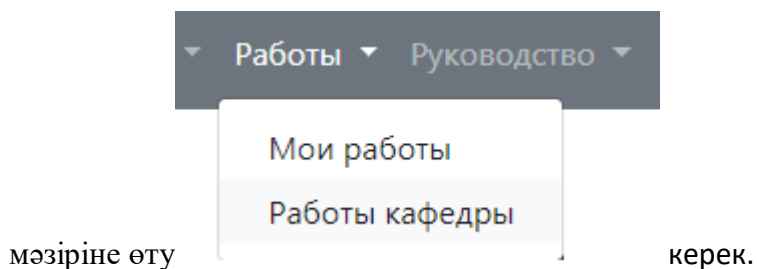 Работы Руководство
Мои работы
Работы кафедры
мәзіріне өту керек.